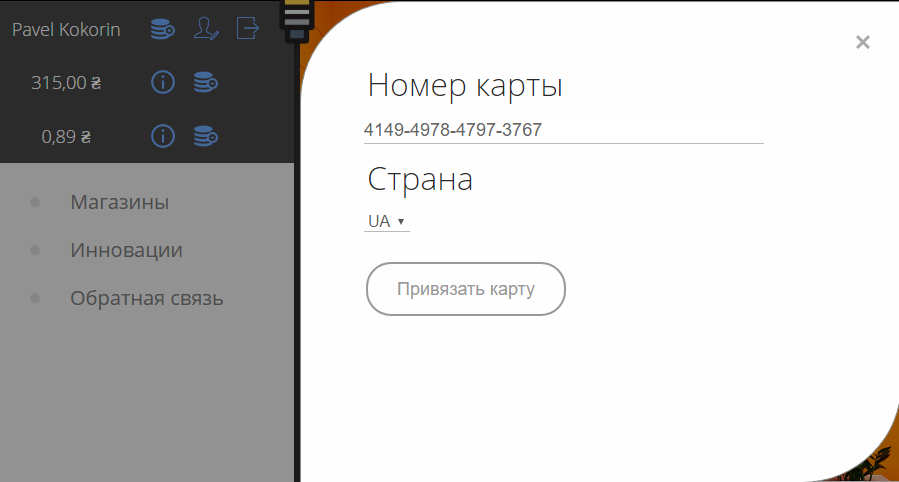 Pavel Kokorin
315,00 ₴
0,89 ₴
Магазины
Инновации
Обратная связь
×
Номер карты
4149-4978-4797-3767
Страна
UA ▾
Привязать карту